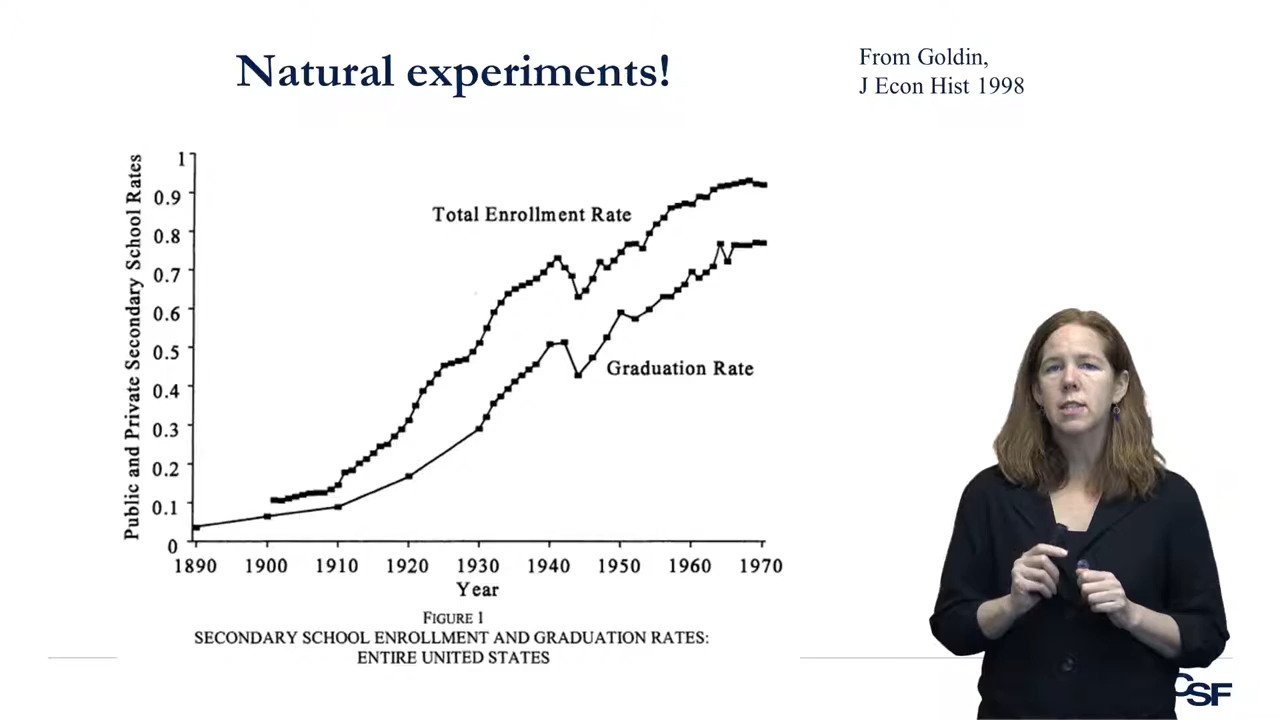 Natural experiments!
From Goldin,
J Econ Hist 1998
Public and Private Secondary School Rates
1
0.9
0.8
0.7
0.6
0.5
0.4
0.3
0.2
0.1
0
Total Enrollment Rate
Graduation Rate
1890 1900 1910 1920 1930 1940 1950 1960 1970
Year
FIGURE 1
SECONDARY SCHOOL ENROLLMENT AND GRADUATION RATES:
ENTIRE UNITED STATES
CSF